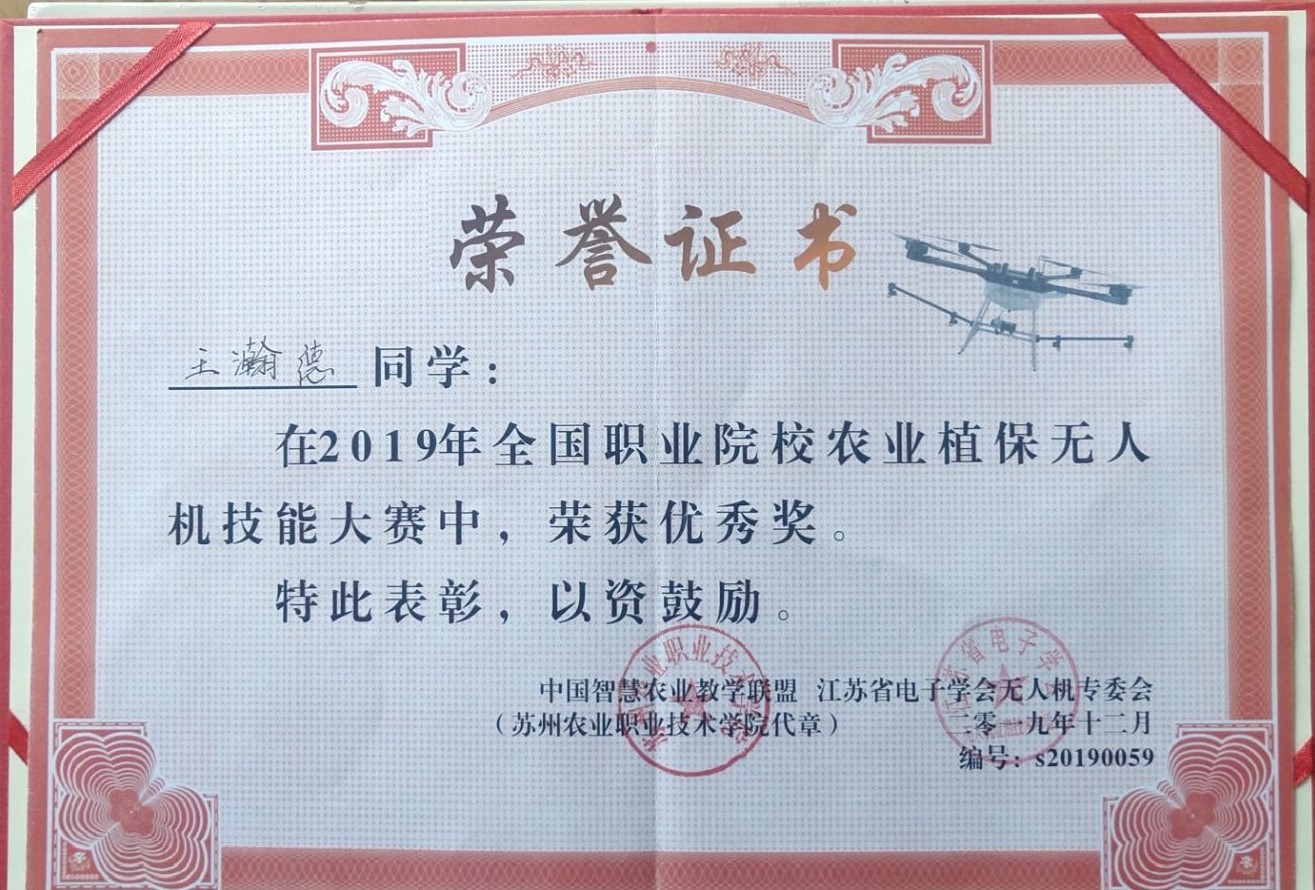 荣誉证书
王瀚德 同学：
在2019年全国职业院校农业植保无人
机技能大赛中，荣获优秀奖。
特此表彰，以资鼓励。
中国智慧农业教学联盟 江苏省电子学会无人机专委会
（苏州农业职业技术学院代章） 二零一九年十二月
编号：s20190059